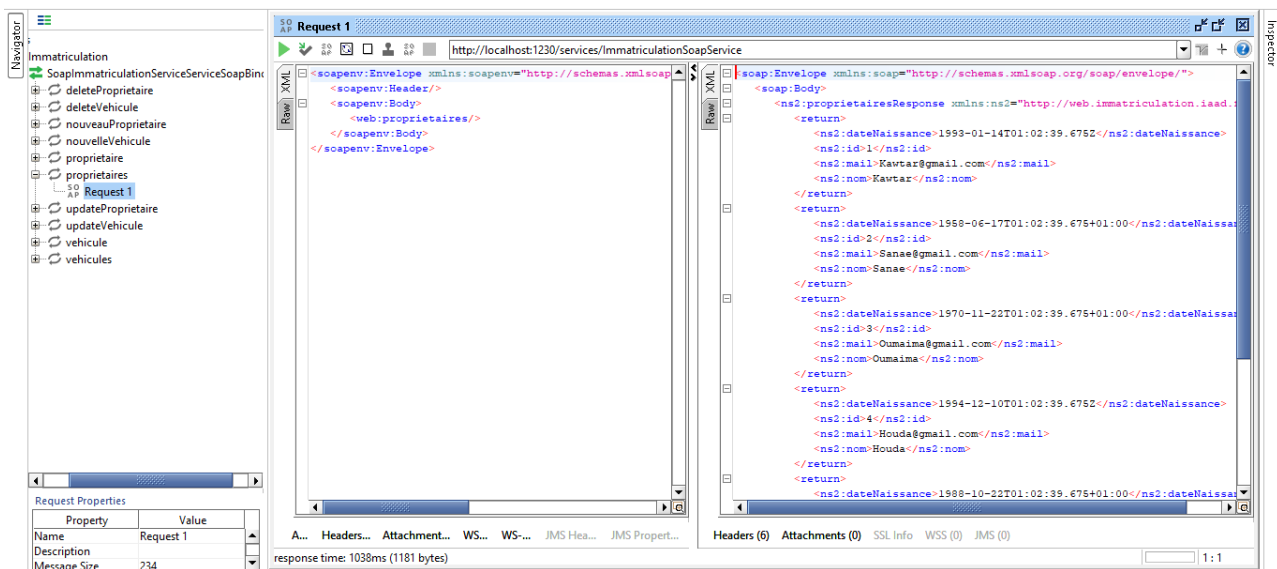 Navigator
s
Immatriculation
SoapImmatriculationServiceServiceSoapBind
deleteProprietaire
deleteVehicule
nouveauProprietaire
nouvelleVehicule
proprietaire
proprietaires
SOAP Request 1
updateProprietaire
updateVehicule
vehicule
vehicules
Request Properties
Property Value
Name Request 1
Description
Message Size 234
SOAP Request 1
http://localhost:1230/services/ImmatriculationSoapService
XML
Raw
<soapenv:Envelope xmlns:soapenv="http://schemas.xmlsoap
<soapenv:Header/>
<soapenv:Body>
<web:proprietaires/>
</soapenv:Body>
</soapenv:Envelope>
A... Headers... Attachment... WS... WS-... JMS Hea... JMS Propert...
response time: 1038ms (1181 bytes)
XML
Raw
<soap:Envelope xmlns:soap="http://schemas.xmlsoap.org/soap/envelope/">
<soap:Body>
<ns2:proprietairesResponse xmlns:ns2="http://web.immatriculation.iaad.
<return>
<ns2:dateNaissance>1993-01-14T01:02:39.675Z</ns2:dateNaissance>
<ns2:id>1</ns2:id>
<ns2:mail>Kawtar@gmail.com</ns2:mail>
<ns2:nom>Kawtar</ns2:nom>
</return>
<return>
<ns2:dateNaissance>1958-06-17T01:02:39.675+01:00</ns2:dateNaissan
<ns2:id>2</ns2:id>
<ns2:mail>Sanae@gmail.com</ns2:mail>
<ns2:nom>Sanae</ns2:nom>
</return>
<return>
<ns2:dateNaissance>1970-11-22T01:02:39.675+01:00</ns2:dateNaissan
<ns2:id>3</ns2:id>
<ns2:mail>Oumaima@gmail.com</ns2:mail>
<ns2:nom>Oumaima</ns2:nom>
</return>
<return>
<ns2:dateNaissance>1994-12-10T01:02:39.675Z</ns2:dateNaissance>
<ns2:id>4</ns2:id>
<ns2:mail>Houda@gmail.com</ns2:mail>
<ns2:nom>Houda</ns2:nom>
</return>
<return>
<ns2:dateNaissance>1988-10-22T01:02:39.675+01:00</ns2:dateNaissan
Headers (6) Attachments (0) SSL Info WSS (0) JMS (0)
1 : 1
Inspector